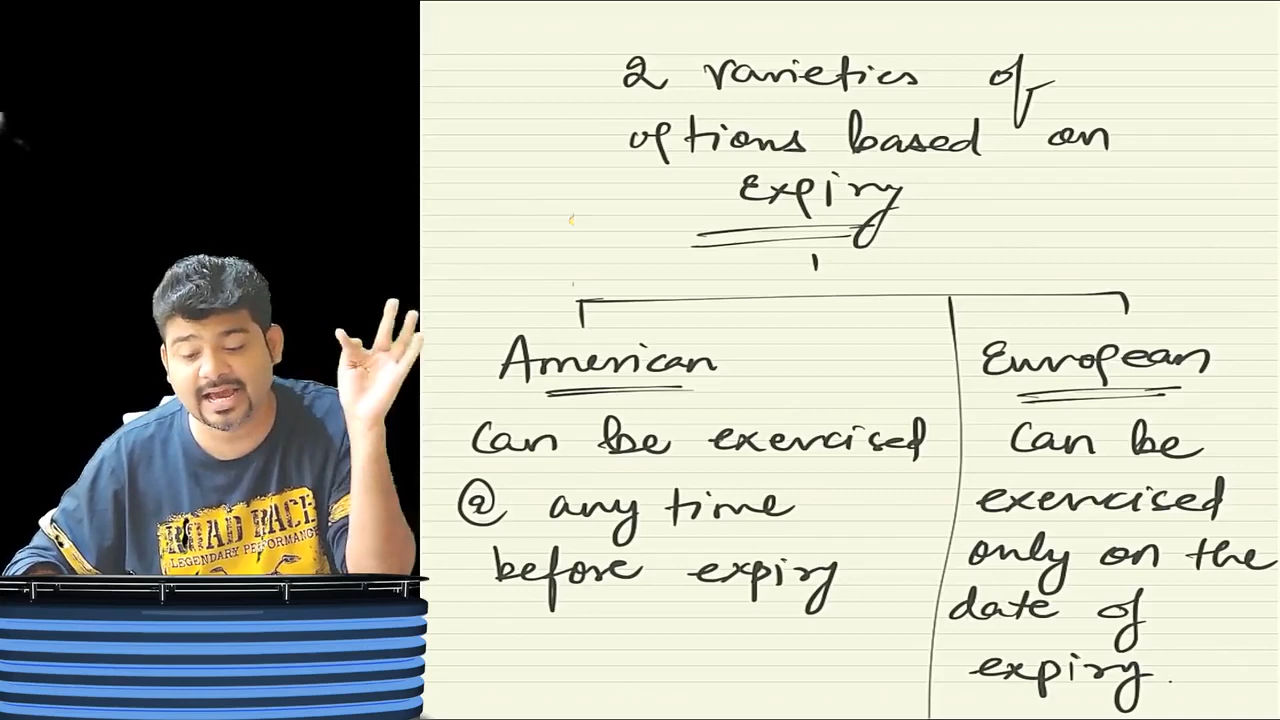 2 varieties of
options based on
Expiry
American
can be exercised
@ any time
before expiry
European
can be
exercised
only on the
date of
expiry.
ROAD RACE
LEGENDARY PERFORMANC